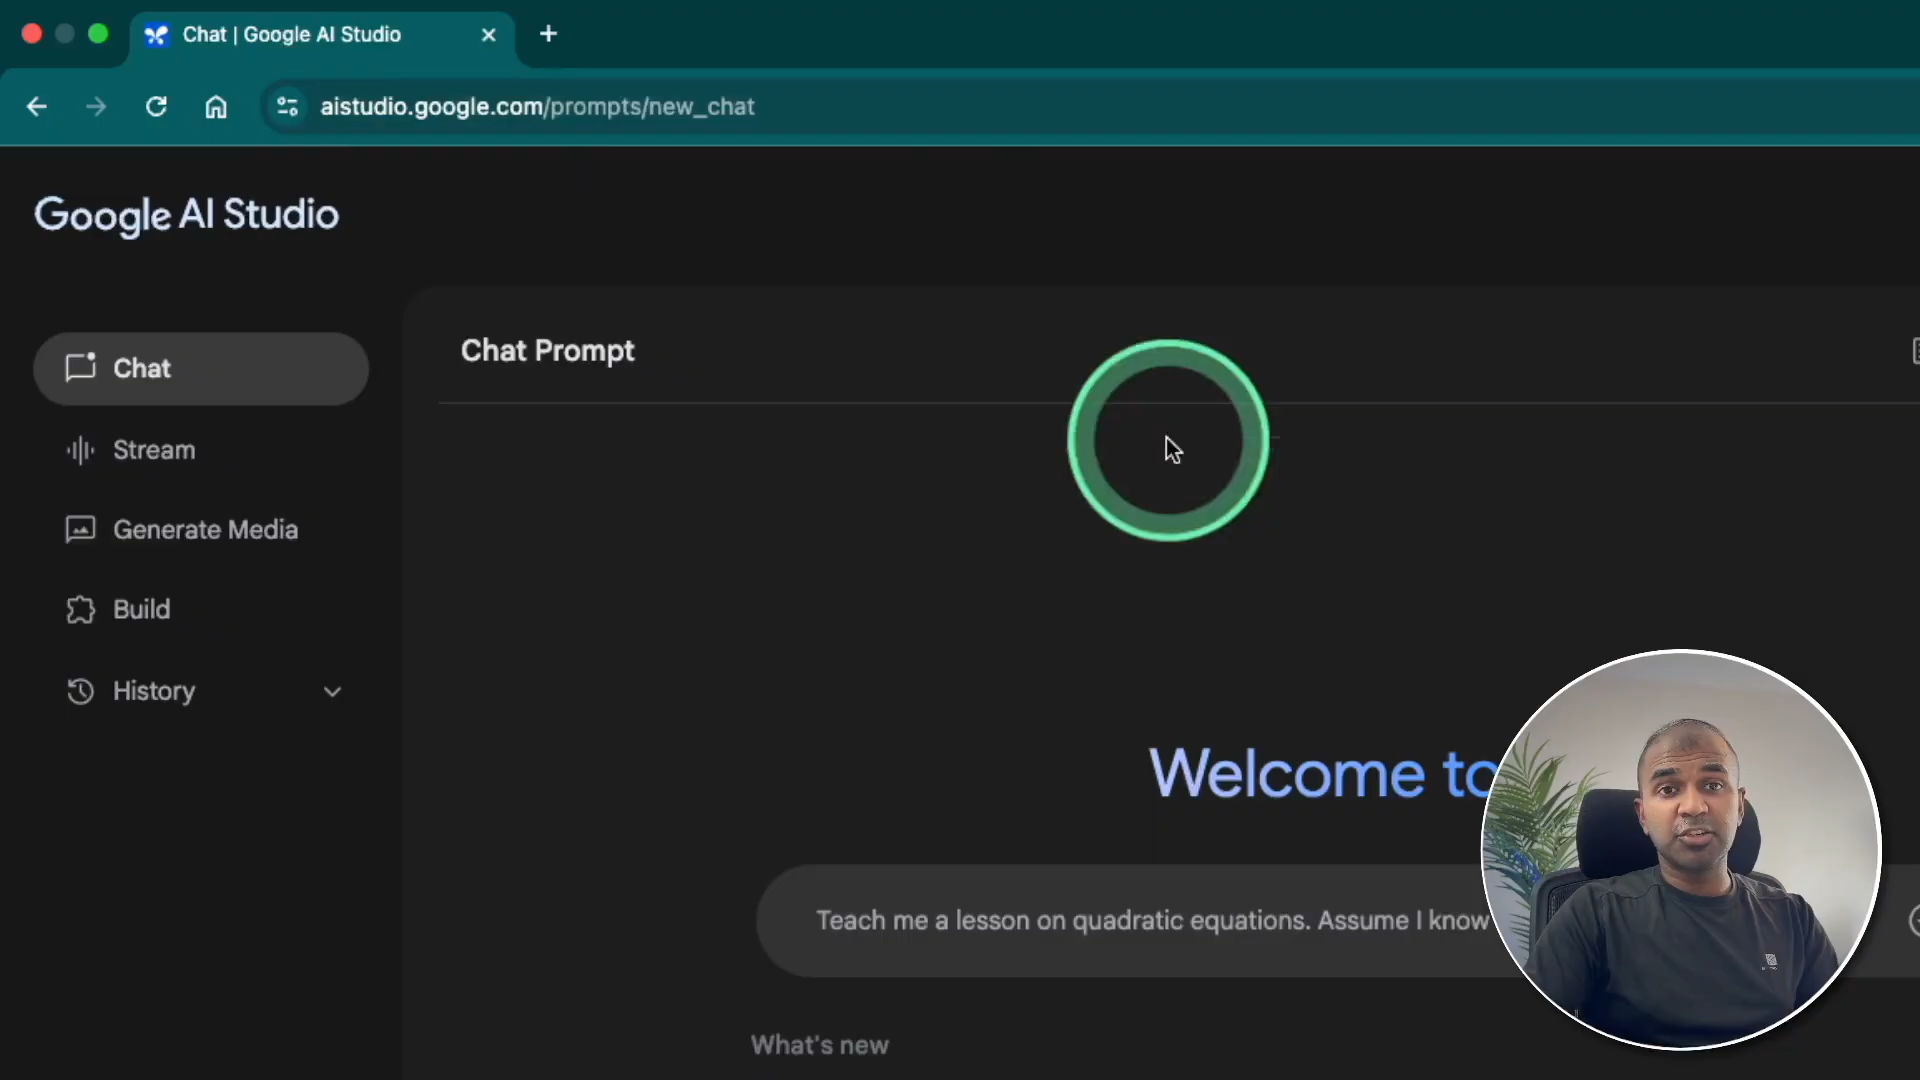 Chat | Google AI Studio
aistudio.google.com/prompts/new_chat
Google AI Studio
Chat
Stream
Generate Media
Build
History
Chat Prompt
Welcome to
Teach me a lesson on quadratic equations. Assume I know
What's new